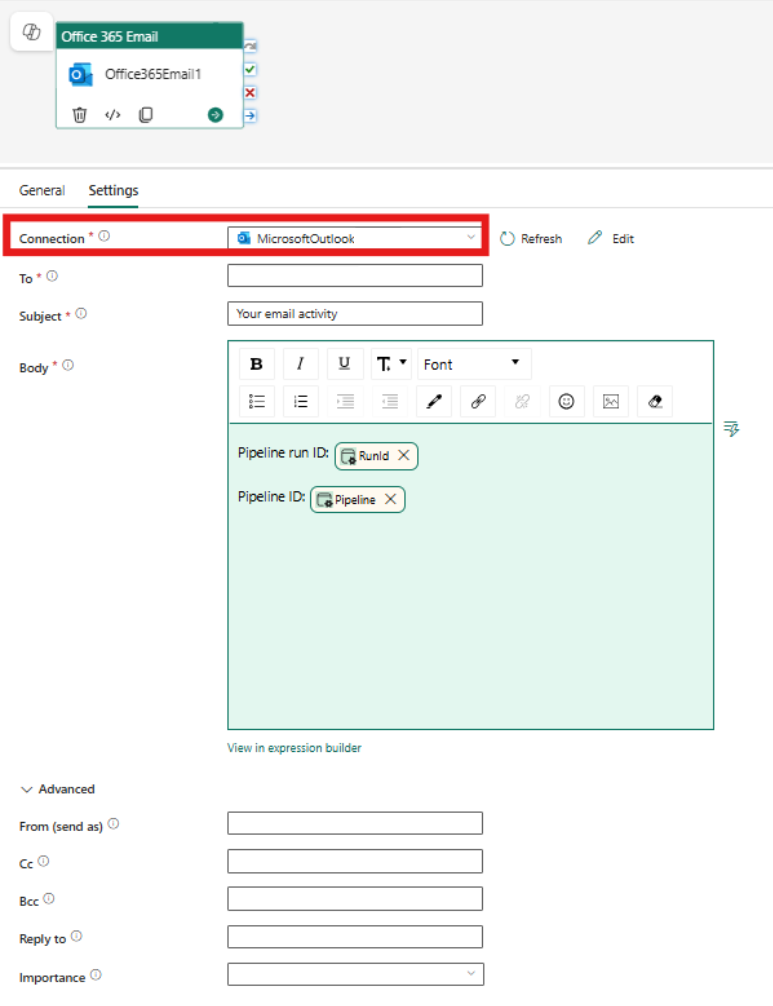 Office 365 Email
Office365Email1
General Settings
Connection * MicrosoftOutlook Refresh Edit
To *
Subject * Your email activity
Body *
B I U T. Font
Pipeline run ID: RunId
Pipeline ID: Pipeline
View in expression builder
Advanced
From (send as)
Cc
Bcc
Reply to
Importance